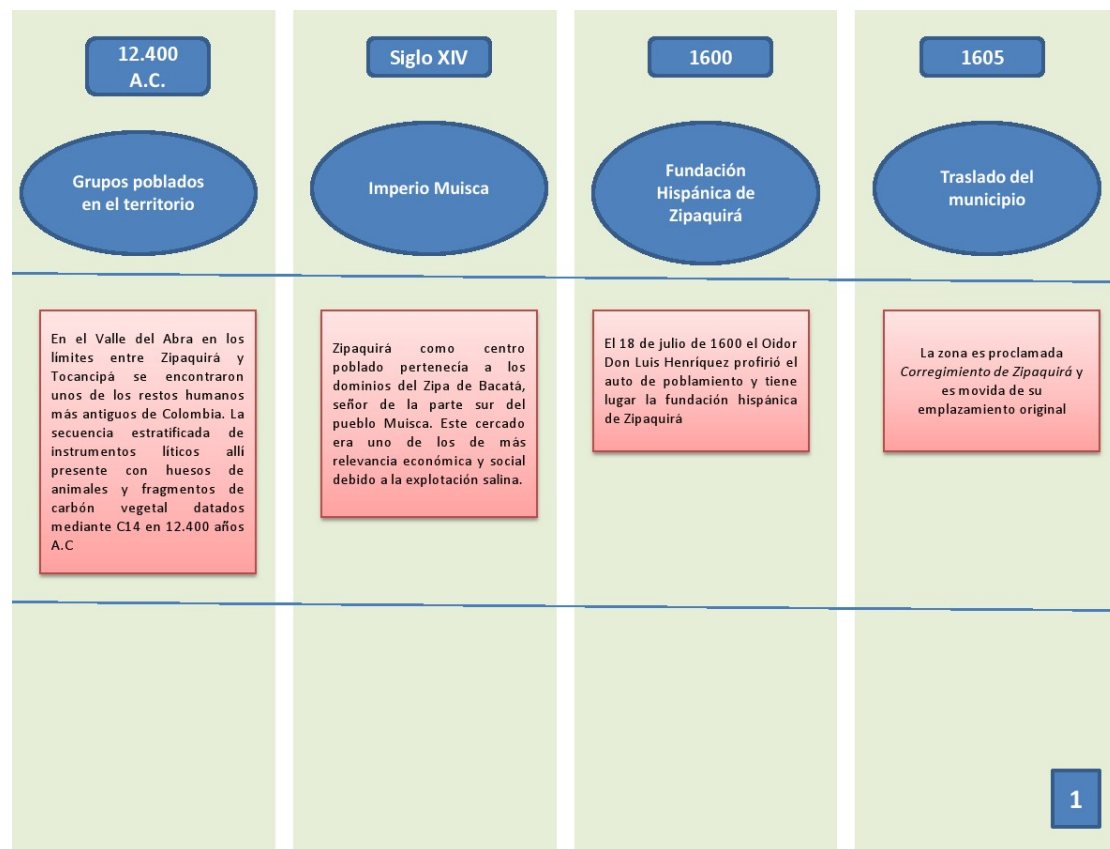 12.400
A.C.
Grupos poblados
en el territorio
En el Valle del Abra en los
límites entre Zipaquirá y
Tocancipá se encontraron
unos de los restos humanos
más antiguos de Colombia. La
secuencia estratificada de
instrumentos líticos allí
presente con huesos de
animales y fragmentos de
carbón vegetal datados
mediante C14 en 12.400 años
A.C
Siglo XIV
Imperio Muisca
Zipaquirá como centro
poblado pertenecía a los
dominios del Zipa de Bacatá,
señor de la parte sur del
pueblo Muisca. Este cercado
era uno de los de más
relevancia económica y social
debido a la explotación salina.
1600
Fundación
Hispánica de
Zipaquirá
El 18 de julio de 1600 el Oidor
Don Luis Henríquez profirió el
auto de poblamiento y tiene
lugar la fundación hispánica
de Zipaquirá
1605
Traslado del
municipio
La zona es proclamada
Corregimiento de Zipaquirá y
es movida de su
emplazamiento original
1